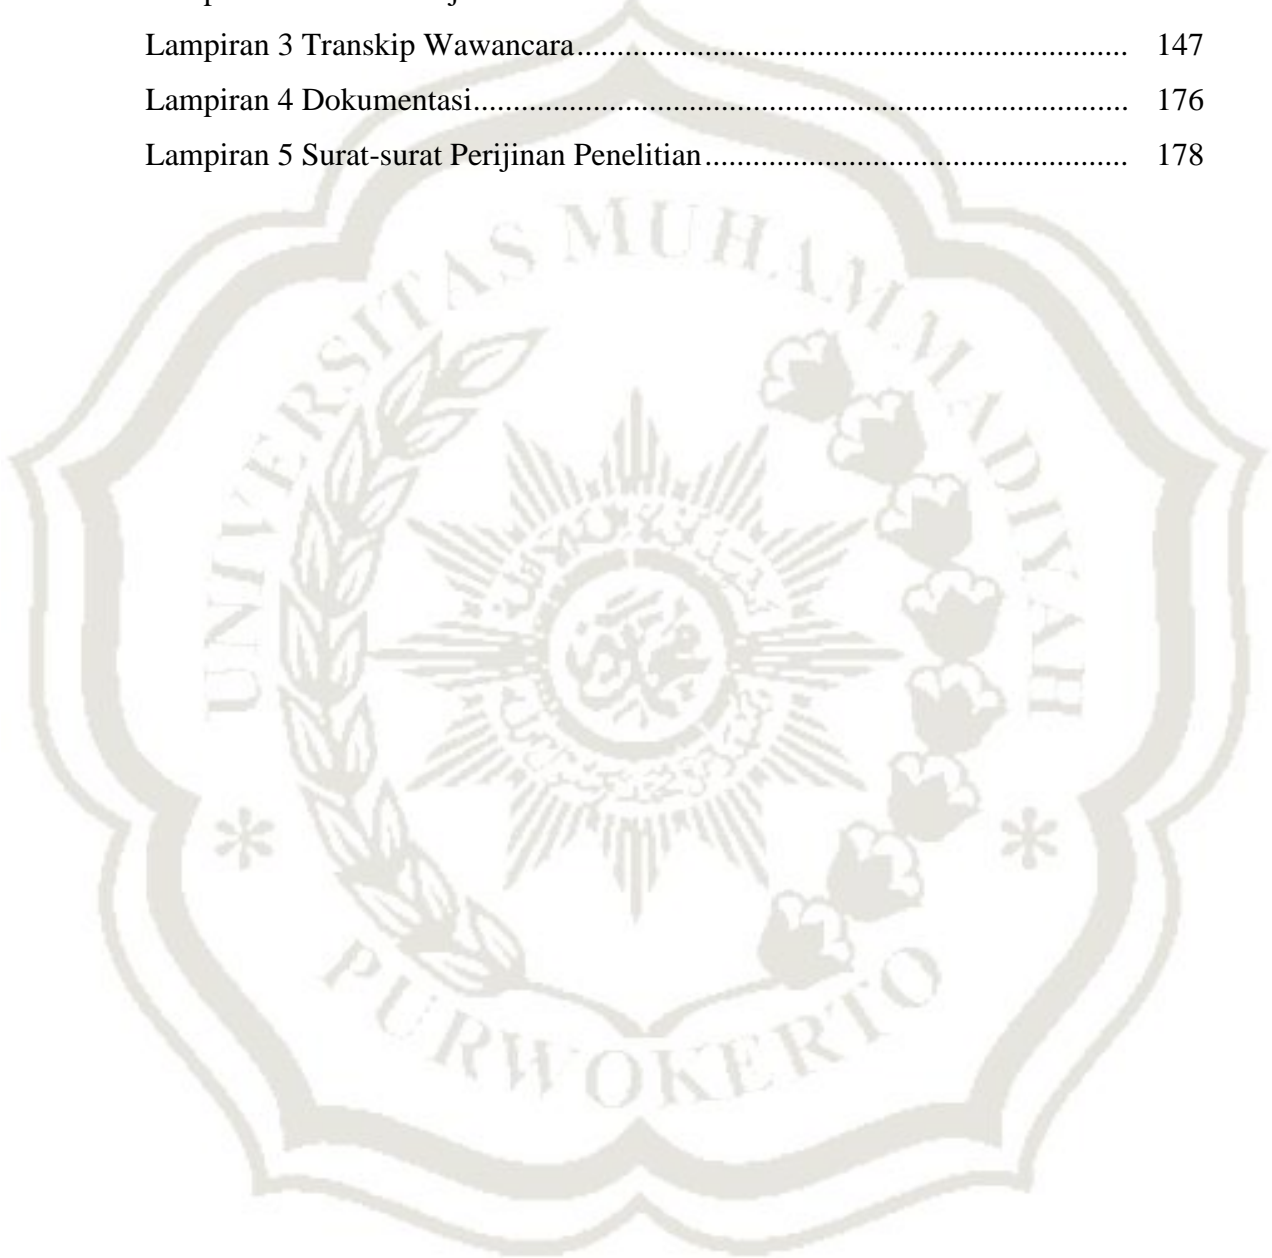 Lampiran 3 Transkip Wawancara........................................................................ 147
Lampiran 4 Dokumentasi..................................................................................... 176
Lampiran 5 Surat-surat Perijinan Penelitian....................................................... 178
UNIVERSITAS MUHAMMADIYAH
PURWOKERTO